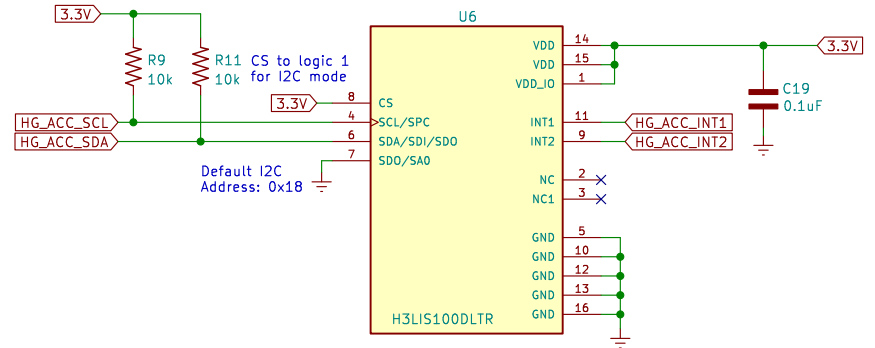 3.3V
U6
R9
10k
R11
10k
CS to logic 1
for I2C mode
3.3V
HG_ACC_SCL
HG_ACC_SDA
Default I2C
Address: 0x18
8
CS
4
SCL/SPC
6
SDA/SDI/SDO
7
SDO/SA0
VDD
14
VDD
15
VDD_IO
1
INT1
11
INT2
9
NC
2
NC1
3
GND
5
GND
10
GND
12
GND
13
GND
16
H3LIS100DLTR
3.3V
C19
0.1uF
HG_ACC_INT1
HG_ACC_INT2